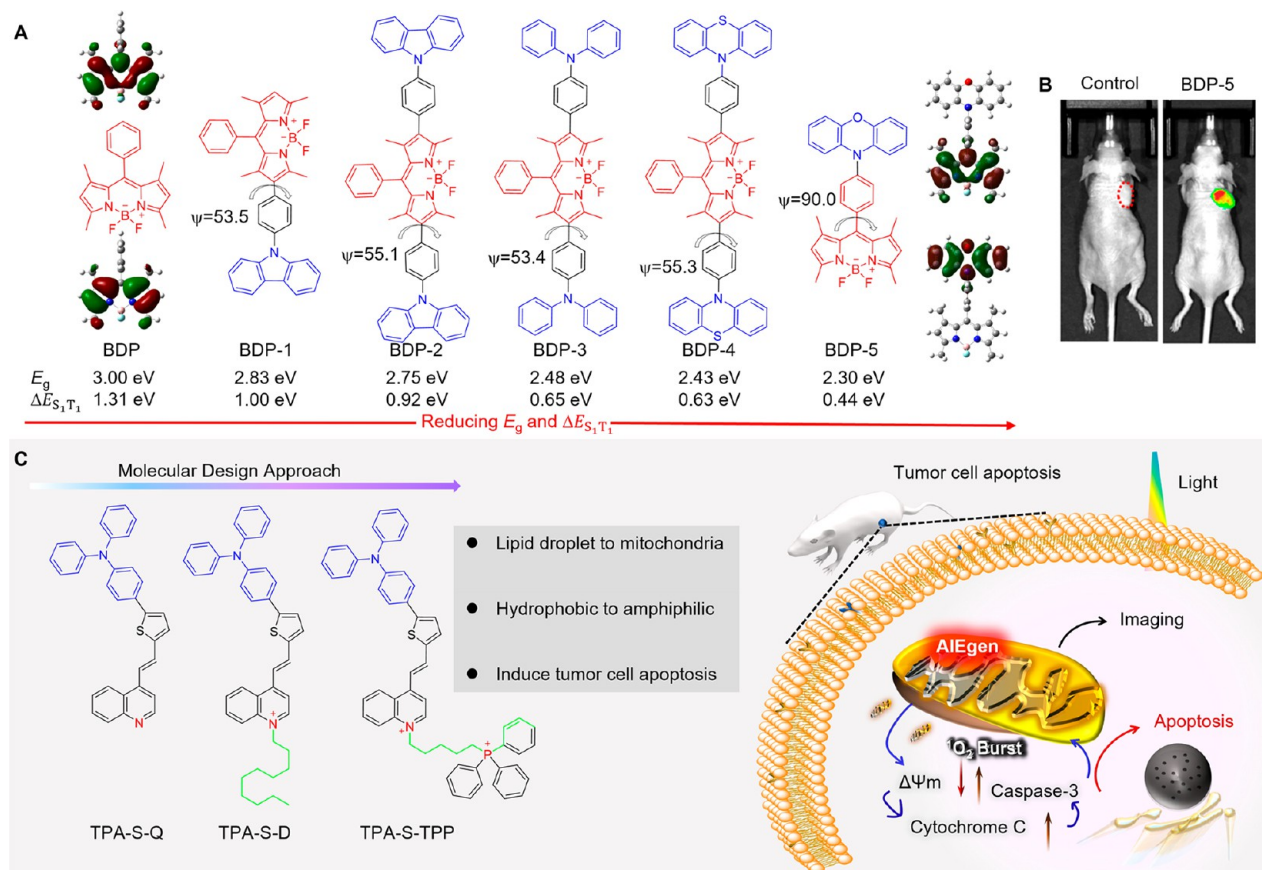 A
B
Control
BDP-5
ψ=53.5
ψ=55.1
ψ=53.4
ψ=55.3
ψ=90.0
N
N
N
S
N
O
N
N
F
+
-B
F
N
N
N
F
+
-B
F
N
N
N
F
+
-B
F
N
N
N
F
+
-B
F
N
N
N
+
-B
F
F
N
N
+
-B
F
F
N
N
N
N
S
BDP
BDP-1
BDP-2
BDP-3
BDP-4
BDP-5
Eg 3.00 eV 2.83 eV 2.75 eV 2.48 eV 2.43 eV 2.30 eV
ΔES1T1 1.31 eV 1.00 eV 0.92 eV 0.65 eV 0.63 eV 0.44 eV
Reducing Eg and ΔES1T1
C
Molecular Design Approach
N
S
N
TPA-S-Q
N
S
N
+
TPA-S-D
N
S
N
+
P
+
TPA-S-TPP
Lipid droplet to mitochondria
Hydrophobic to amphiphilic
Induce tumor cell apoptosis
Tumor cell apoptosis
Light
Imaging
AIEgen
Apoptosis
1O2 Burst
ΔΨm
Caspase-3
Cytochrome C